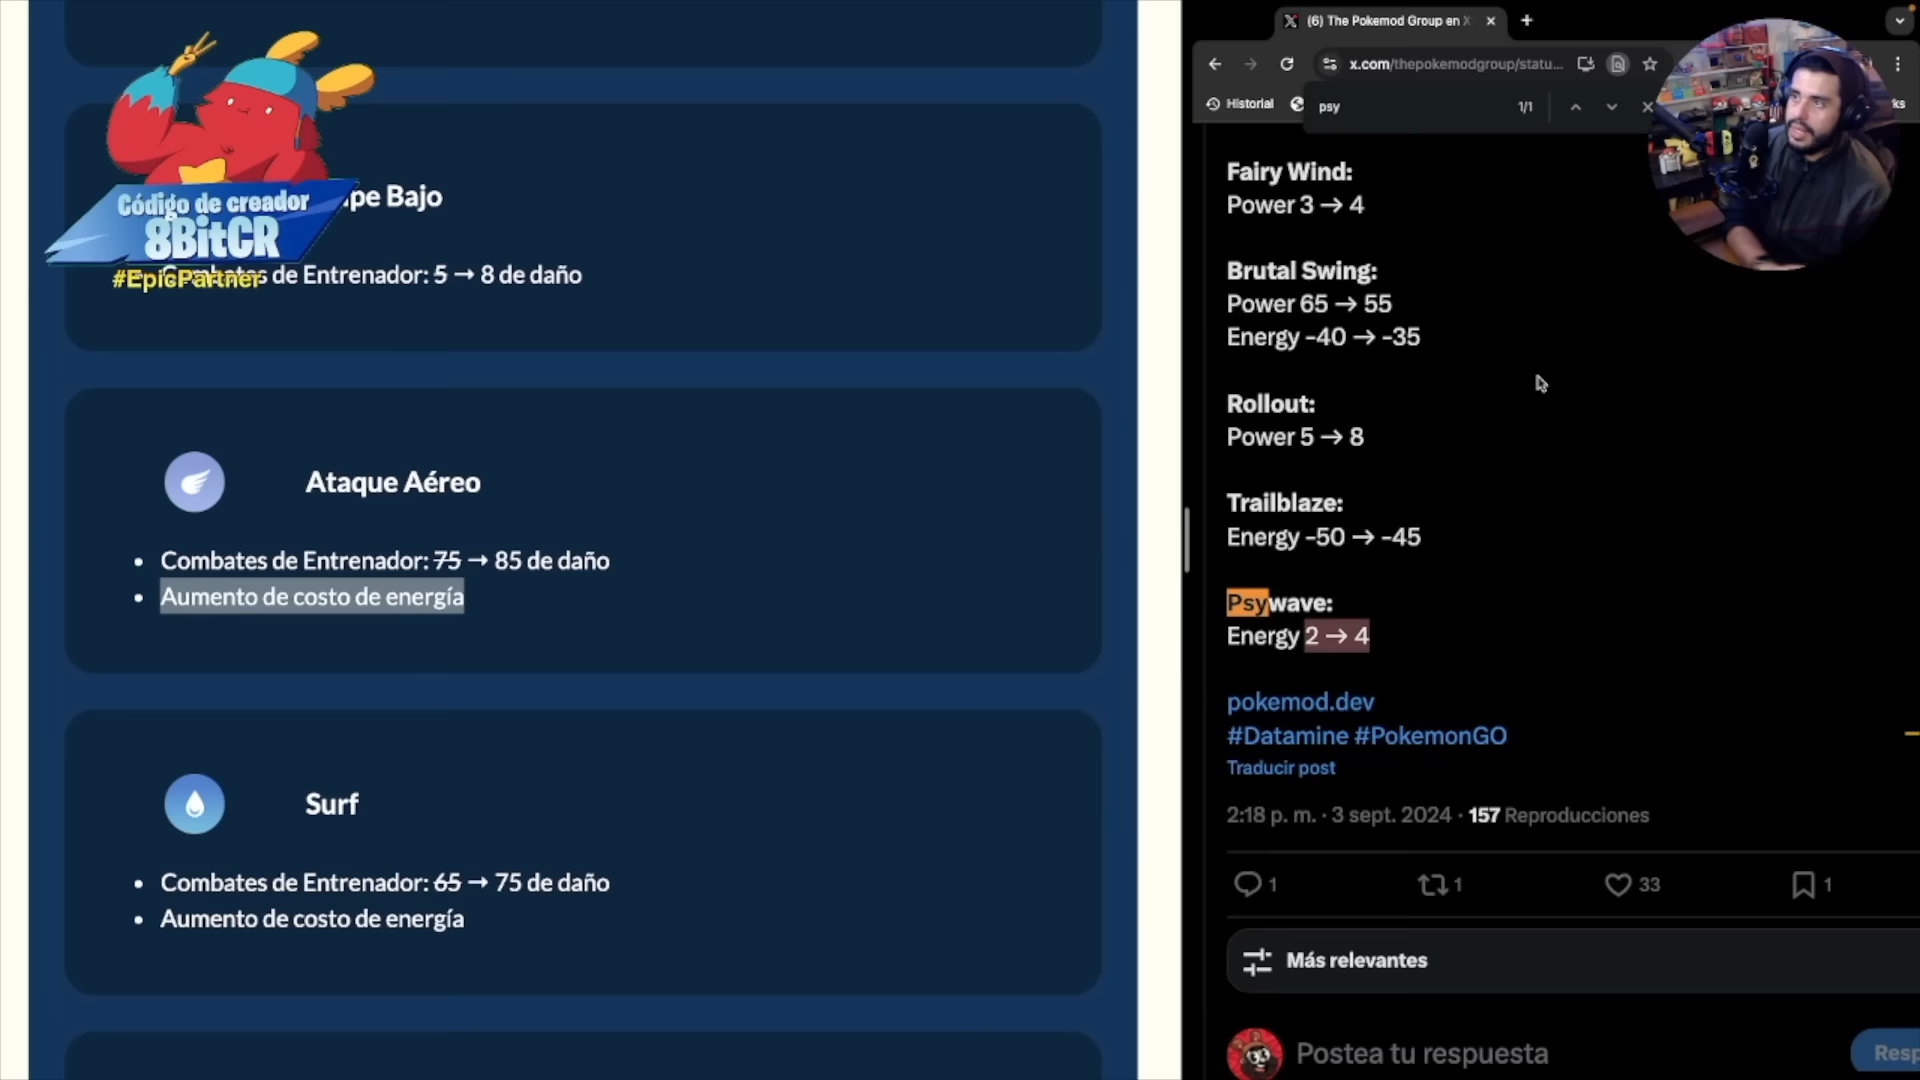 Código de creador
8BitCR
#EpicPartner
pe Bajo
de Entrenador: 5 → 8 de daño
Ataque Aéreo
• Combates de Entrenador: 75 → 85 de daño
• Aumento de costo de energía
Surf
• Combates de Entrenador: 65 → 75 de daño
• Aumento de costo de energía
(6) The Pokemod Group en X
x.com/thepokemodgroup/statu...
Historial
psy
1/1
ks
Fairy Wind:
Power 3 → 4
Brutal Swing:
Power 65 → 55
Energy -40 → -35
Rollout:
Power 5 → 8
Trailblaze:
Energy -50 → -45
Psywave:
Energy 2 → 4
pokemod.dev
#Datamine #PokemonGO
Traducir post
2:18 p. m. · 3 sept. 2024 · 157 Reproducciones
1
1
33
1
Más relevantes
Postea tu respuesta
Resp